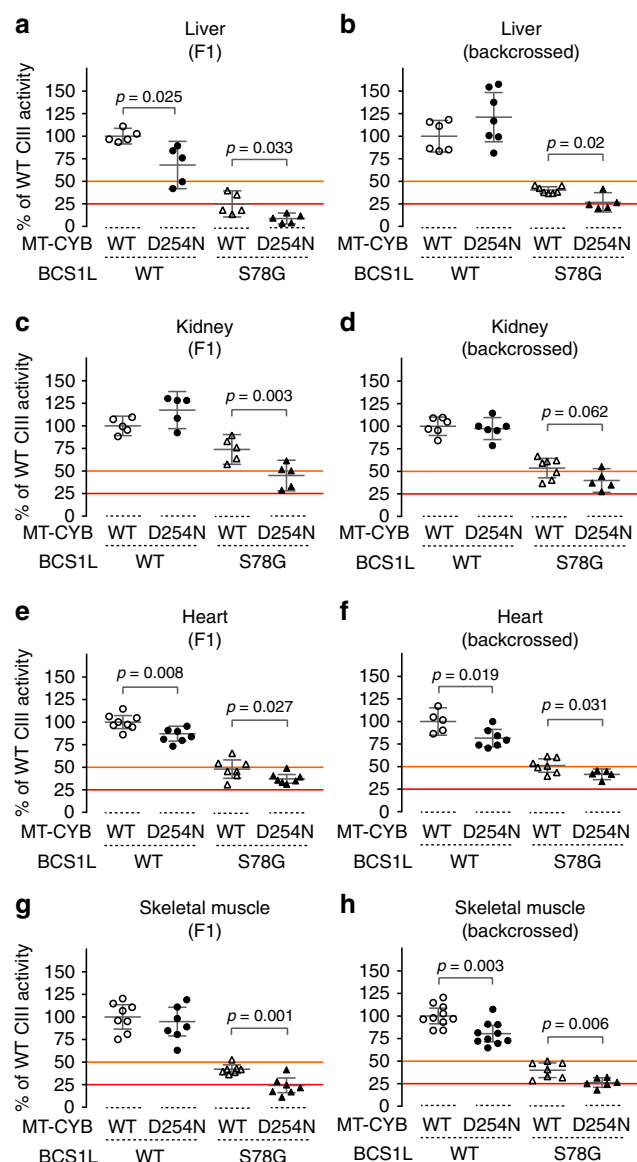 a
Liver
(F1)
% of WT CIII activity
150
125
100
75
50
25
0
p = 0.025
p = 0.033
MT-CYB WT D254N WT D254N
BCS1L WT S78G
b
Liver
(backcrossed)
150
125
100
75
50
25
0
p = 0.02
MT-CYB WT D254N WT D254N
BCS1L WT S78G
c
Kidney
(F1)
% of WT CIII activity
150
125
100
75
50
25
0
p = 0.003
MT-CYB WT D254N WT D254N
BCS1L WT S78G
d
Kidney
(backcrossed)
150
125
100
75
50
25
0
p = 0.062
MT-CYB WT D254N WT D254N
BCS1L WT S78G
e
Heart
(F1)
% of WT CIII activity
150
125
100
75
50
25
0
p = 0.008
p = 0.027
MT-CYB WT D254N WT D254N
BCS1L WT S78G
f
Heart
(backcrossed)
150
125
100
75
50
25
0
p = 0.019
p = 0.031
MT-CYB WT D254N WT D254N
BCS1L WT S78G
g
Skeletal muscle
(F1)
% of WT CIII activity
150
125
100
75
50
25
0
p = 0.001
MT-CYB WT D254N WT D254N
BCS1L WT S78G
h
Skeletal muscle
(backcrossed)
150
125
100
75
50
25
0
p = 0.003
p = 0.006
MT-CYB WT D254N WT D254N
BCS1L WT S78G